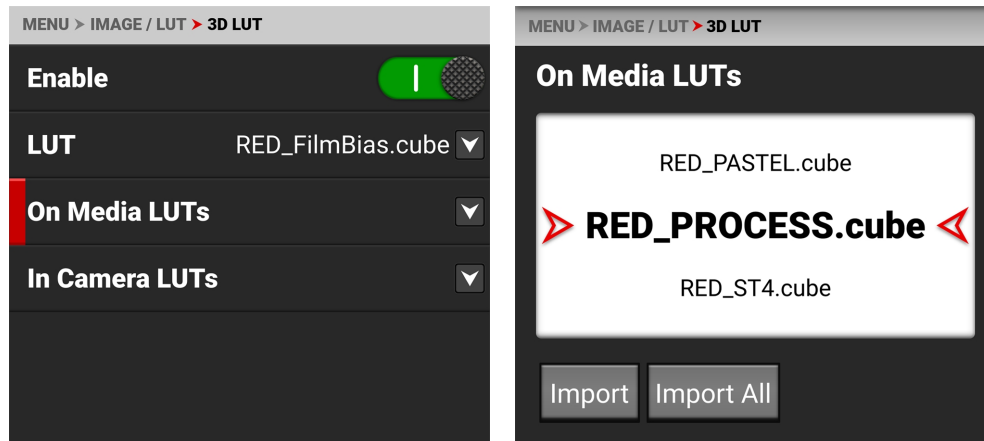 MENU > IMAGE / LUT > 3D LUT
Enable
LUT RED_FilmBias.cube
On Media LUTs
In Camera LUTs
MENU > IMAGE / LUT > 3D LUT
On Media LUTs
RED_PASTEL.cube
RED_PROCESS.cube
RED_ST4.cube
Import Import All